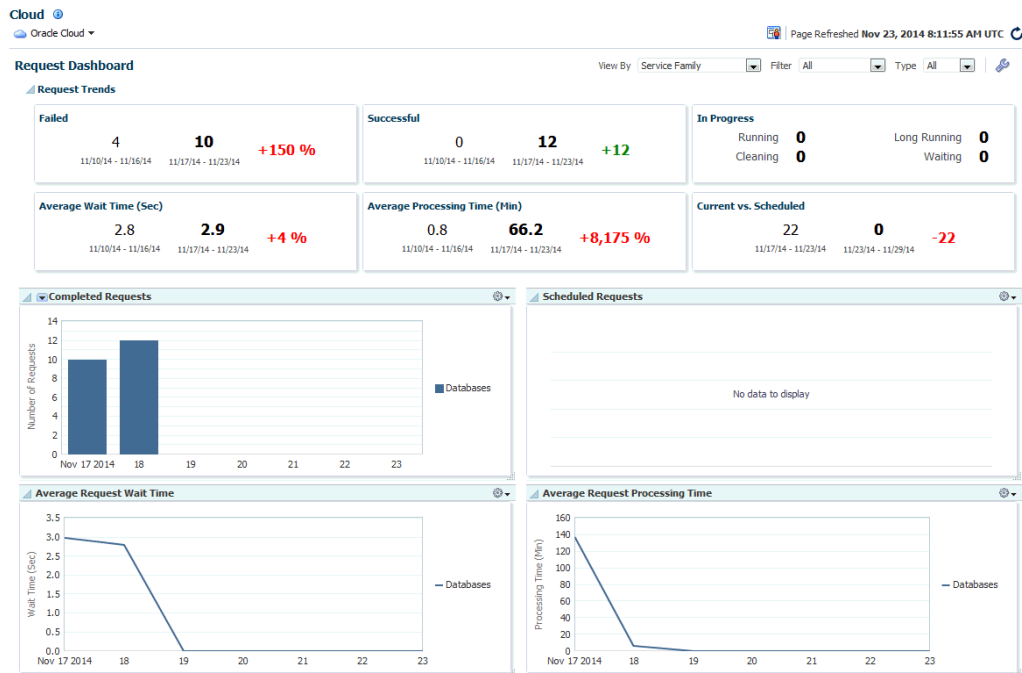 Cloud
Oracle Cloud
Page Refreshed Nov 23, 2014 8:11:55 AM UTC
Request Dashboard
View By Service Family Filter All Type All
Request Trends
Failed
4 10 +150 %
11/10/14 - 11/16/14 11/17/14 - 11/23/14
Successful
0 12 +12
11/10/14 - 11/16/14 11/17/14 - 11/23/14
In Progress
Running 0 Long Running 0
Cleaning 0 Waiting 0
Average Wait Time (Sec)
2.8 2.9 +4 %
11/10/14 - 11/16/14 11/17/14 - 11/23/14
Average Processing Time (Min)
0.8 66.2 +8,175 %
11/10/14 - 11/16/14 11/17/14 - 11/23/14
Current vs. Scheduled
22 0 -22
11/17/14 - 11/23/14 11/23/14 - 11/29/14
Completed Requests
Number of Requests
14
12
10
8
6
4
2
0
Nov 17 2014 18 19 20 21 22 23
Databases
Scheduled Requests
No data to display
Average Request Wait Time
Wait Time (Sec)
3.5
3.0
2.5
2.0
1.5
1.0
0.5
0.0
Nov 17 2014 18 19 20 21 22 23
Databases
Average Request Processing Time
Processing Time (Min)
160
140
120
100
80
60
40
20
0
Nov 17 2014 18 19 20 21 22 23
Databases